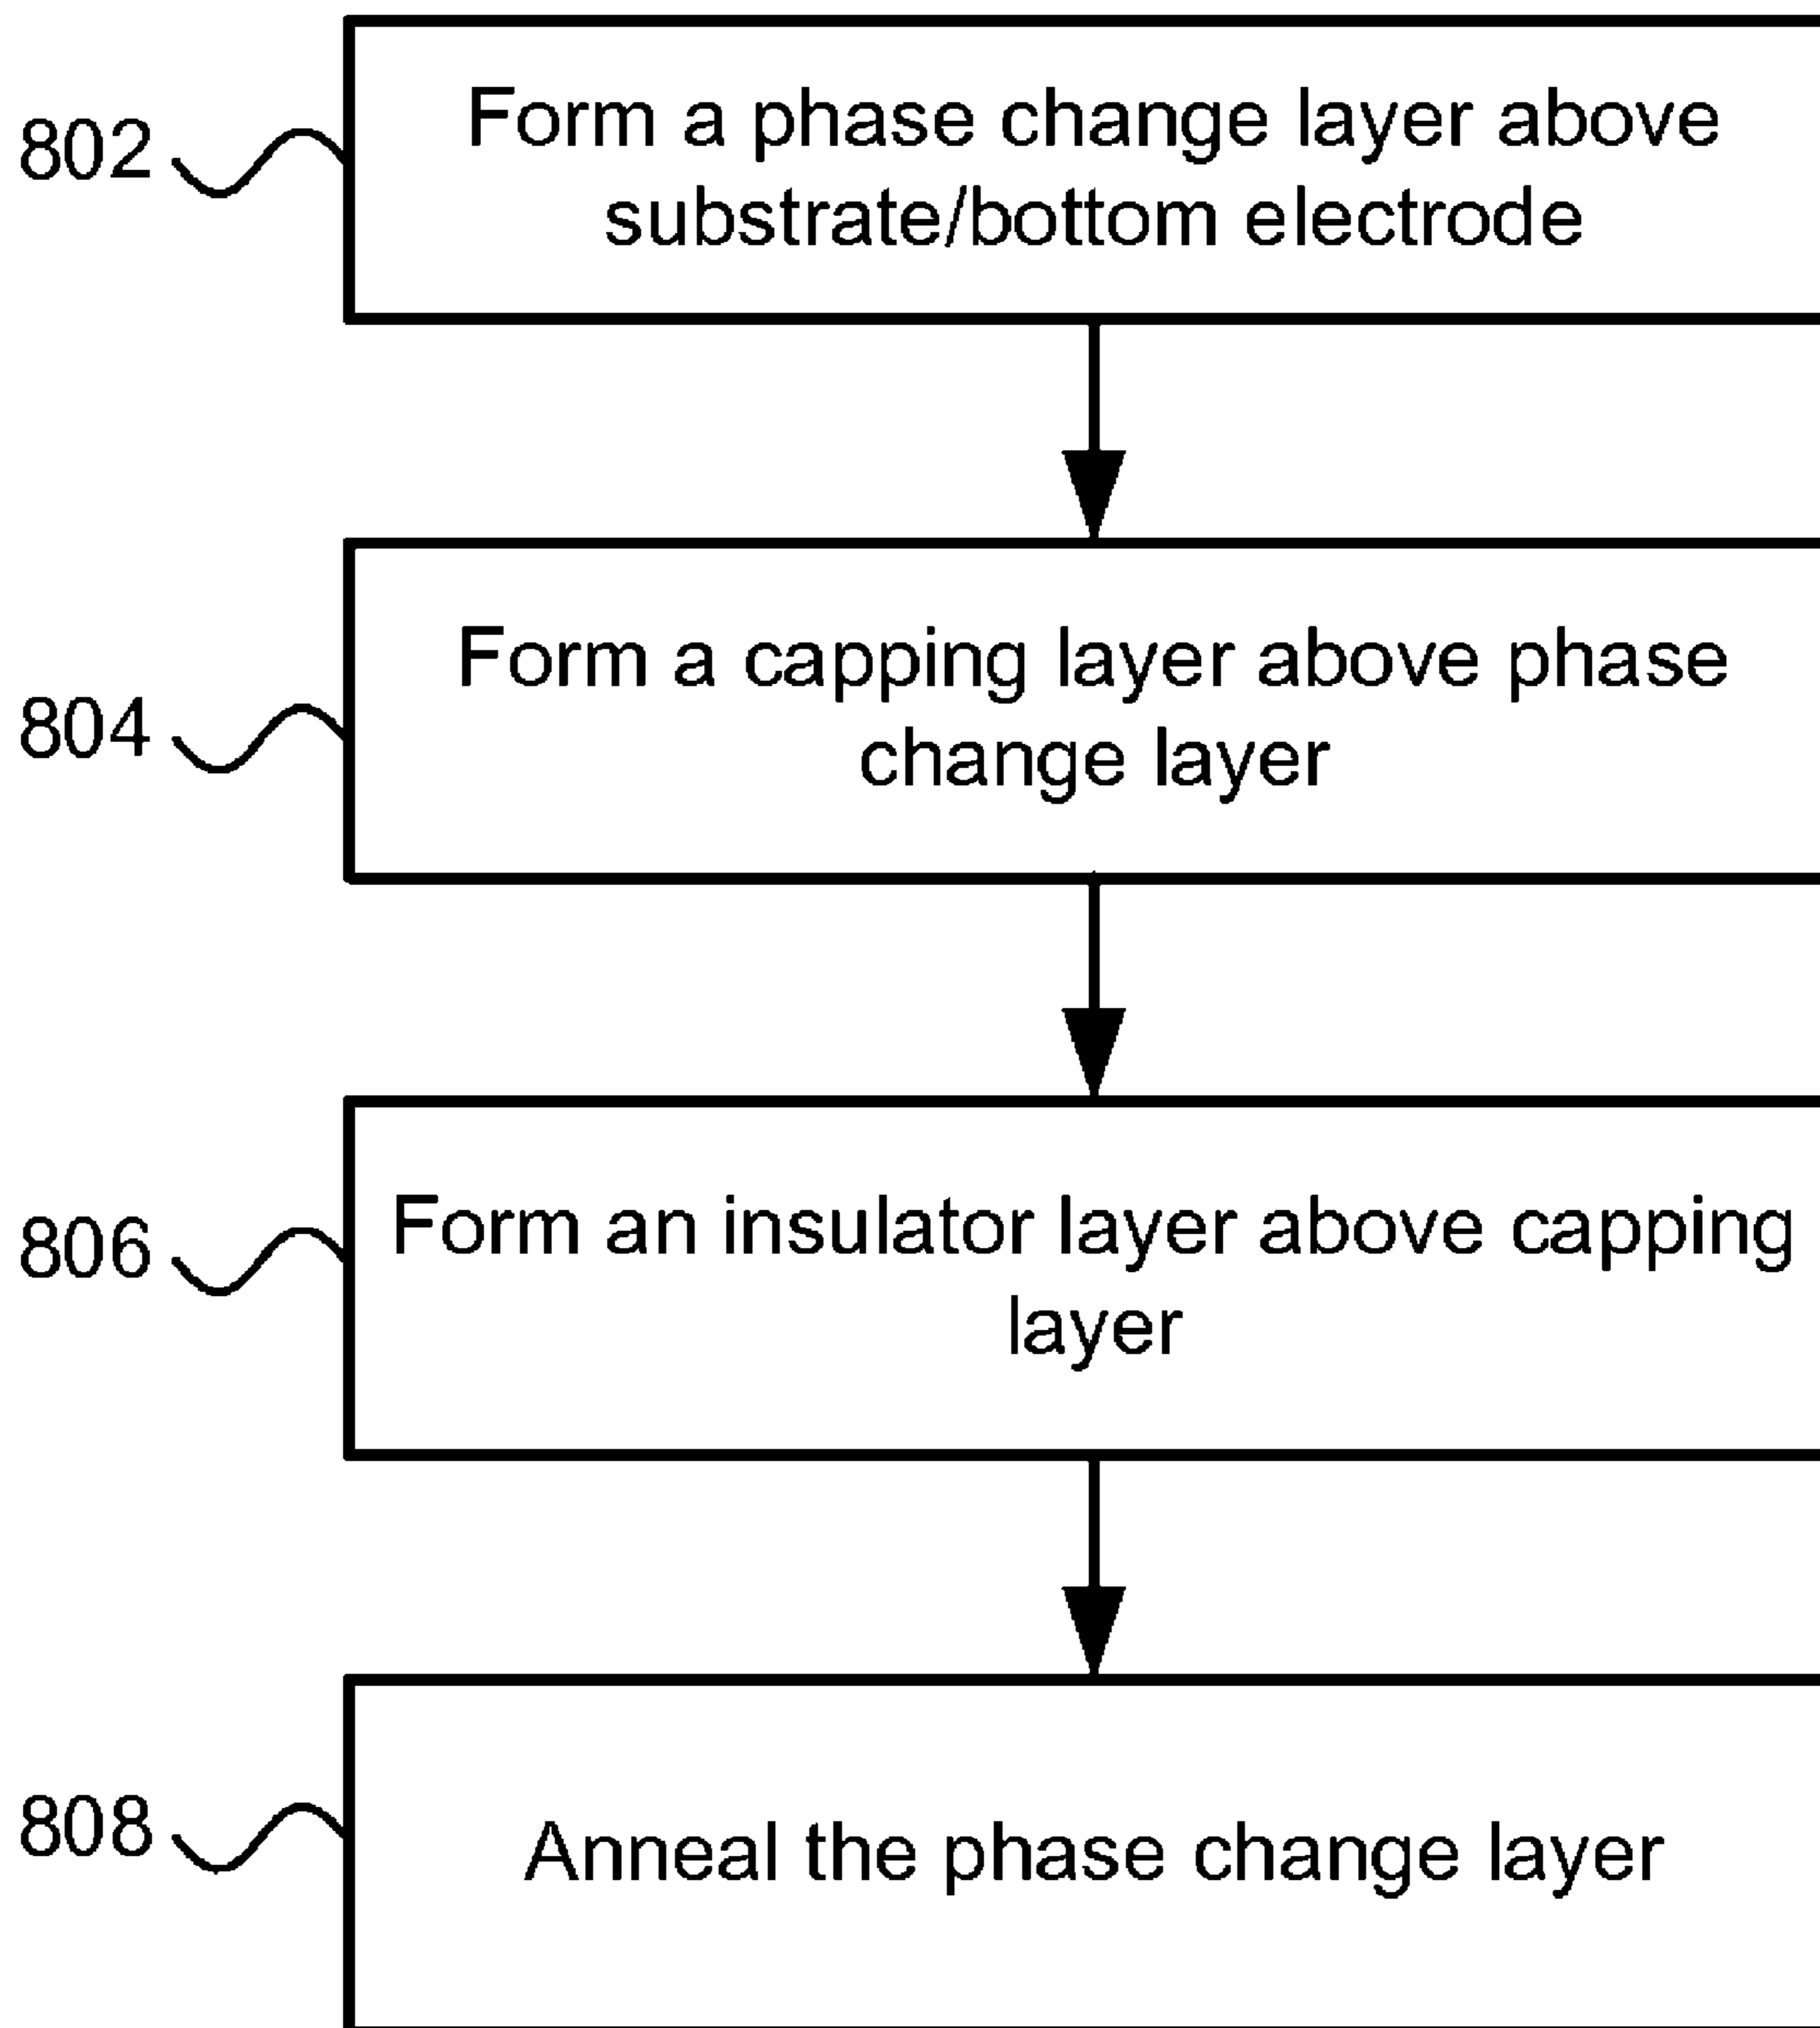 802
Form a phase change layer above
substrate/bottom electrode
804
Form a capping layer above phase
change layer
806
Form an insulator layer above capping
layer
808
Anneal the phase change layer